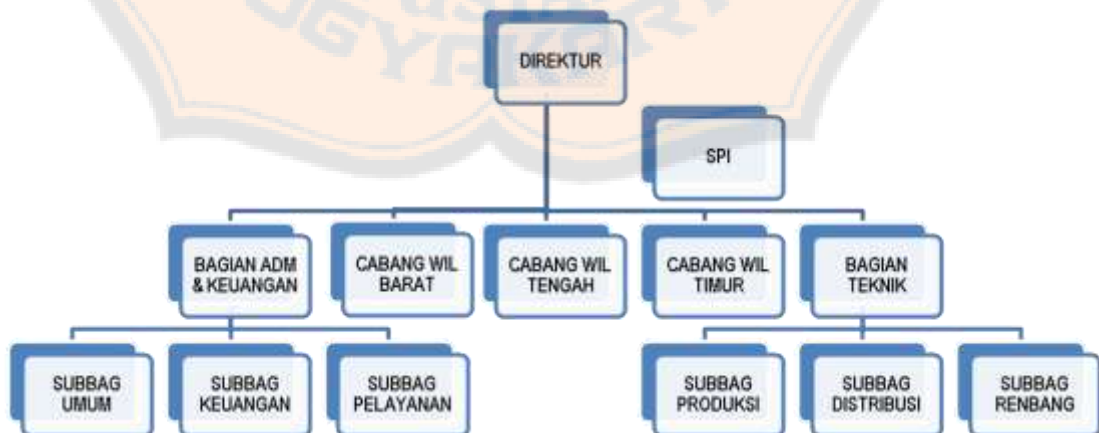 DIREKTUR
SPI
BAGIAN ADM
& KEUANGAN
CABANG WIL
BARAT
CABANG WIL
TENGAH
CABANG WIL
TIMUR
BAGIAN
TEKNIK
SUBBAG
UMUM
SUBBAG
KEUANGAN
SUBBAG
PELAYANAN
SUBBAG
PRODUKSI
SUBBAG
DISTRIBUSI
SUBBAG
RENBANG